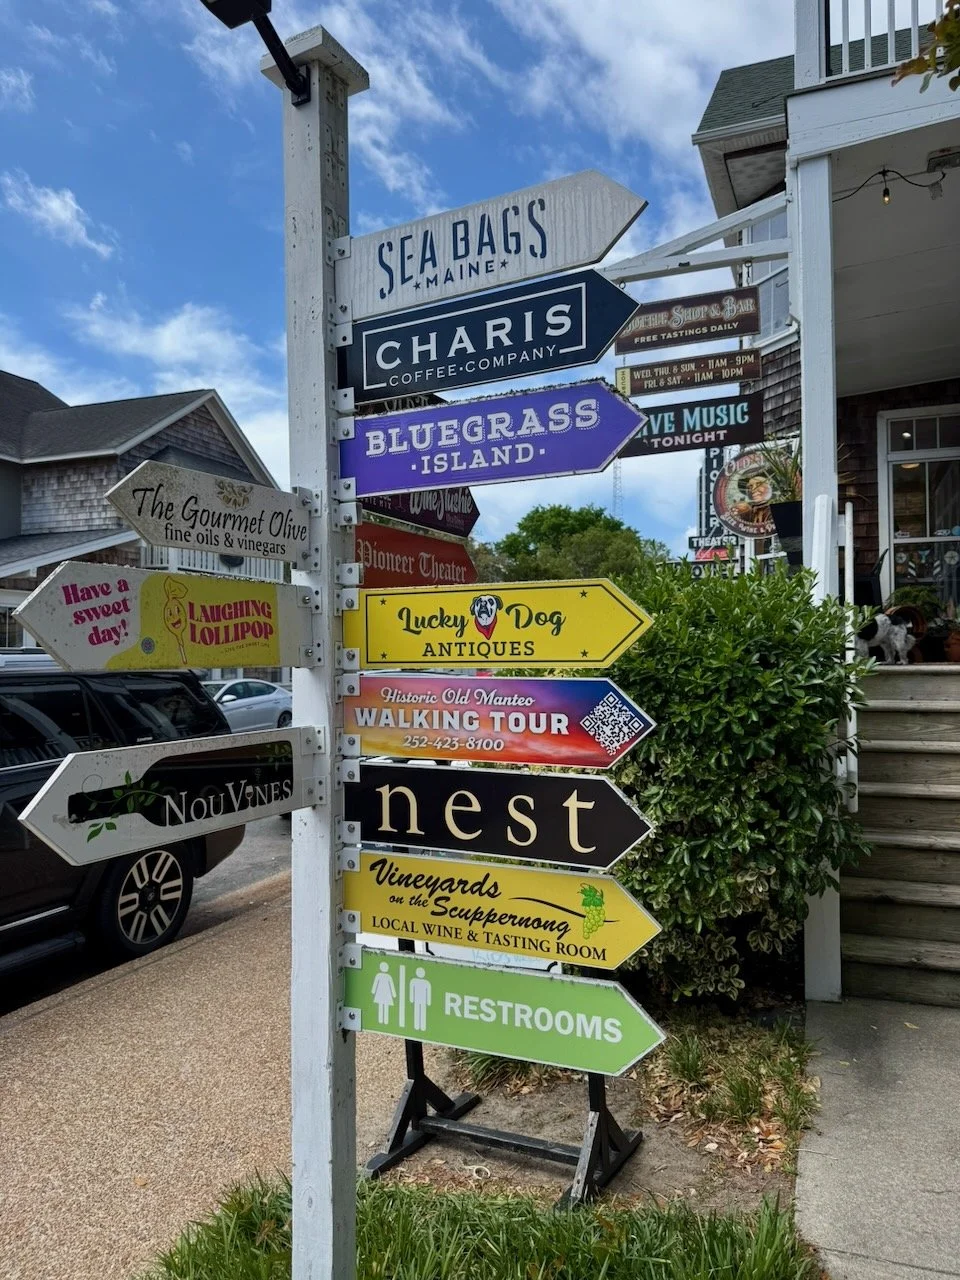 SEA BAGS
MAINE
CHARIS
COFFEE·COMPANY
BLUEGRASS
·ISLAND·
The Gourmet Olive
fine oils & vinegars
Pioneer Theater
Have a
sweet
day!
LAUGHING
LOLLIPOP
Lucky Dog
ANTIQUES
Historic Old Manteo
WALKING TOUR
252-423-8100
NOUVINES
nest
Vineyards
on the Scuppernong
LOCAL WINE & TASTING ROOM
RESTROOMS
SHOP & BAR
FREE TASTINGS DAILY
WED. THU. & SUN. · 11AM - 9PM
FRI. & SAT. · 11AM - 10PM
MUSIC
TONIGHT
THEATER